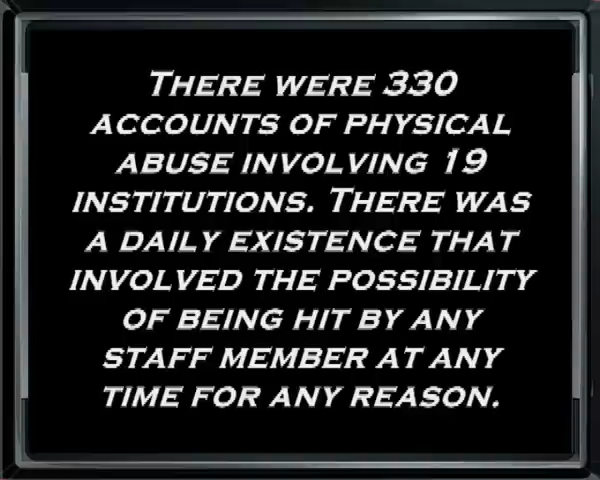 There were 330
accounts of physical
abuse involving 19
institutions. There was
a daily existence that
involved the possibility
of being hit by any
staff member at any
time for any reason.